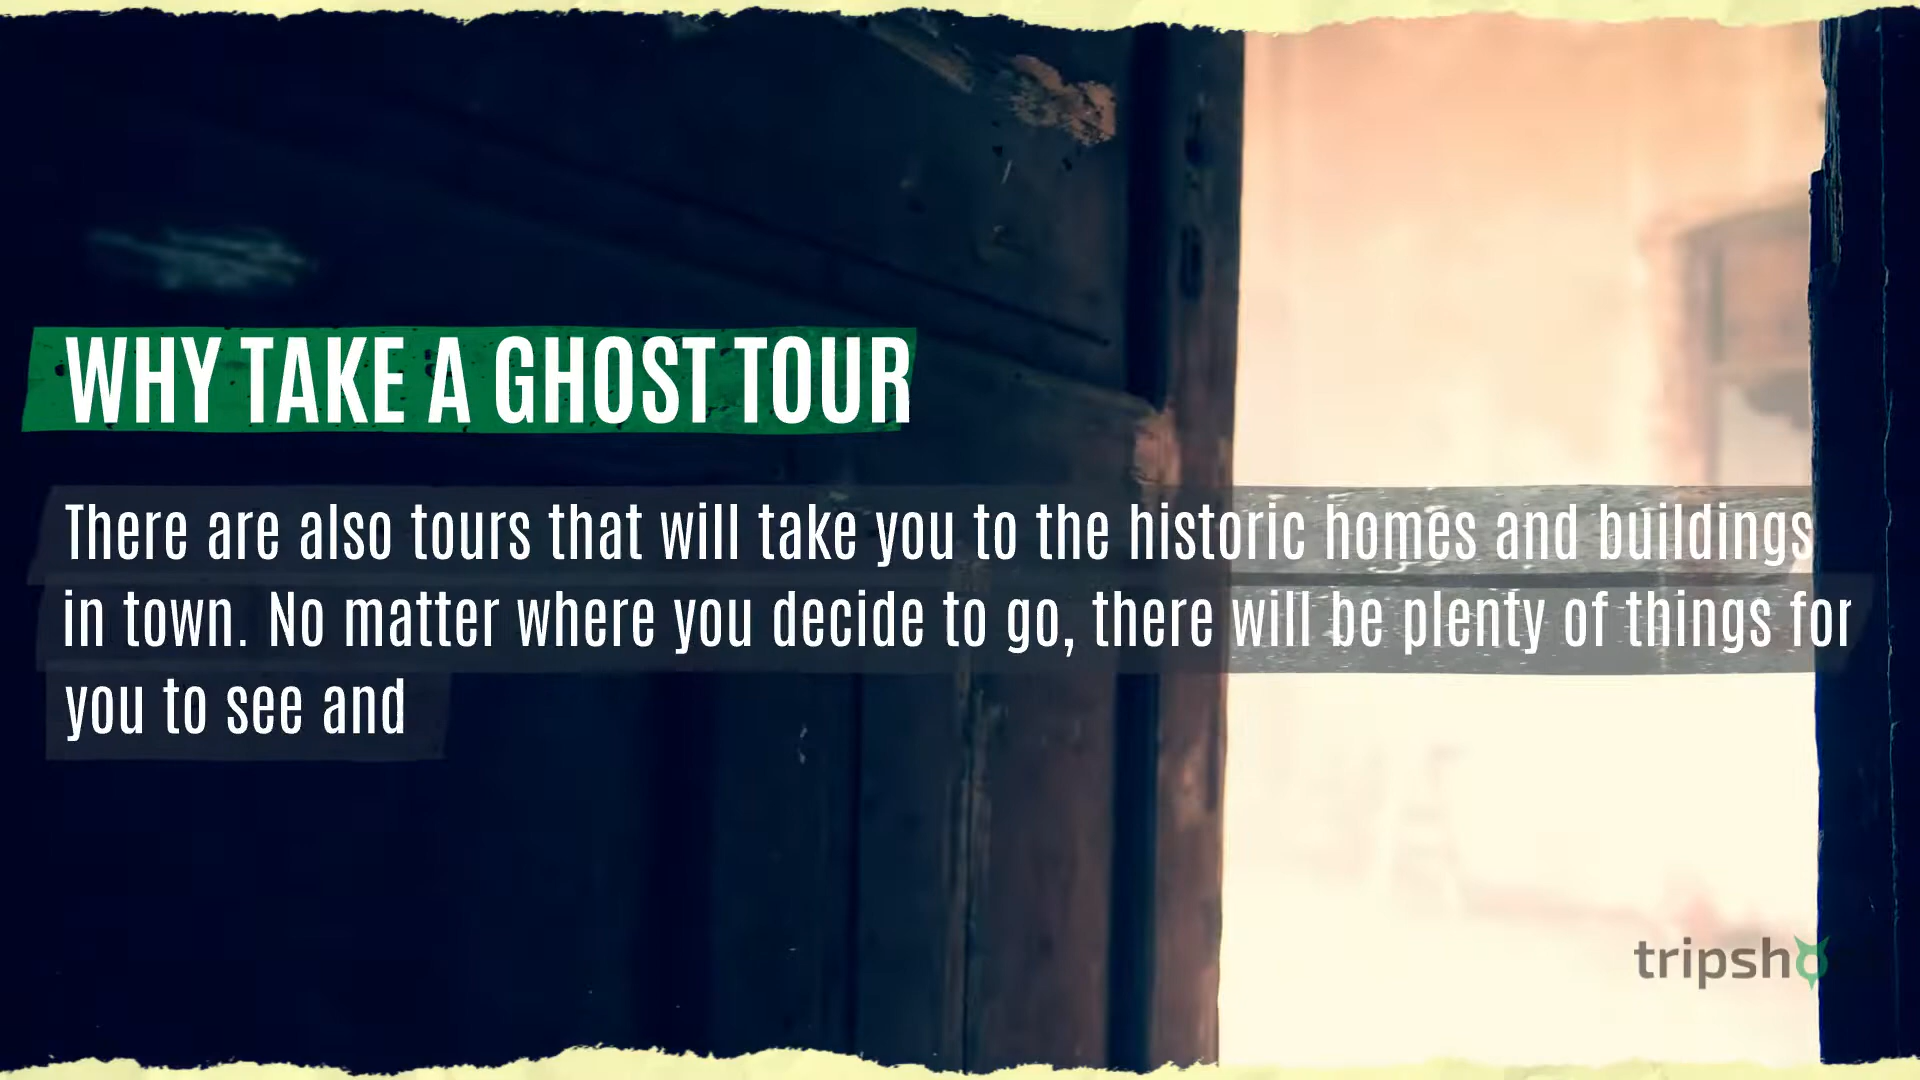 WHY TAKE A GHOST TOUR
There are also tours that will take you to the historic homes and buildings
in town. No matter where you decide to go, there will be plenty of things for
you to see and
tripsho